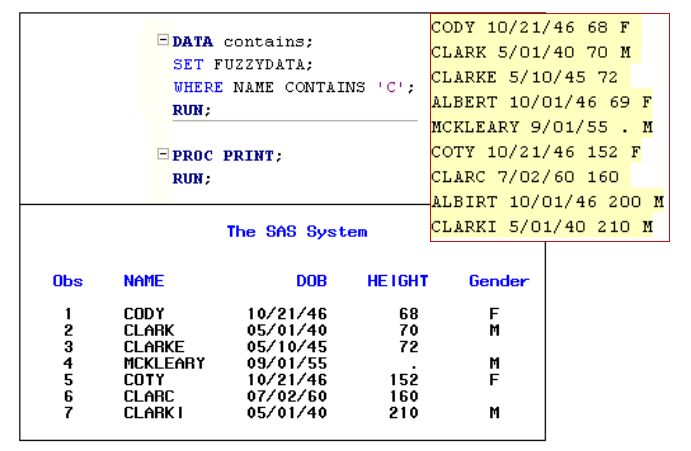 DATA contains;
SET FUZZYDATA;
WHERE NAME CONTAINS 'C';
RUN;
PROC PRINT;
RUN;
CODY 10/21/46 68 F
CLARK 5/01/40 70 M
CLARKE 5/10/45 72
ALBERT 10/01/46 69 F
MCKLEARY 9/01/55 . M
COTY 10/21/46 152 F
CLARC 7/02/60 160
ALBIRT 10/01/46 200 M
CLARKI 5/01/40 210 M
The SAS System
Obs NAME DOB HEIGHT Gender
1 CODY 10/21/46 68 F
2 CLARK 05/01/40 70 M
3 CLARKE 05/10/45 72
4 MCKLEARY 09/01/55 . M
5 COTY 10/21/46 152 F
6 CLARC 07/02/60 160
7 CLARKI 05/01/40 210 M